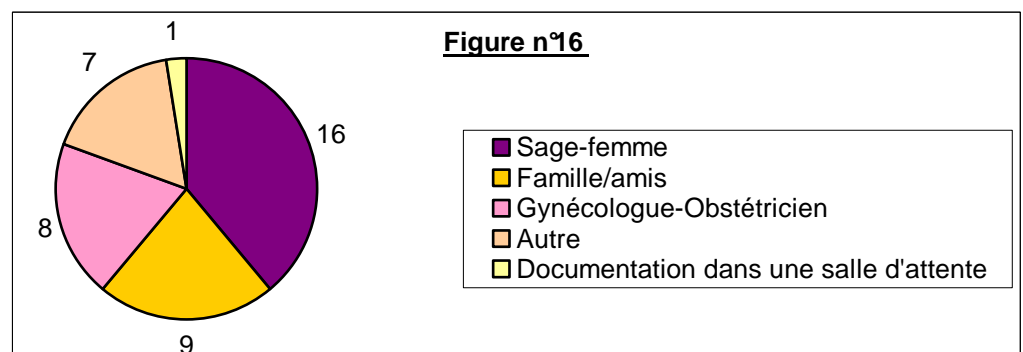 Figure n°16
1
7
16
8
9
Sage-femme
Famille/amis
Gynécologue-Obstétricien
Autre
Documentation dans une salle d'attente